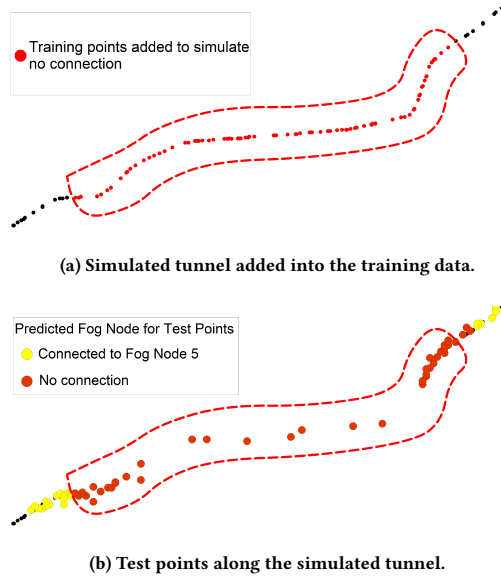 Training points added to simulate
no connection
(a) Simulated tunnel added into the training data.
Predicted Fog Node for Test Points
Connected to Fog Node 5
No connection
(b) Test points along the simulated tunnel.